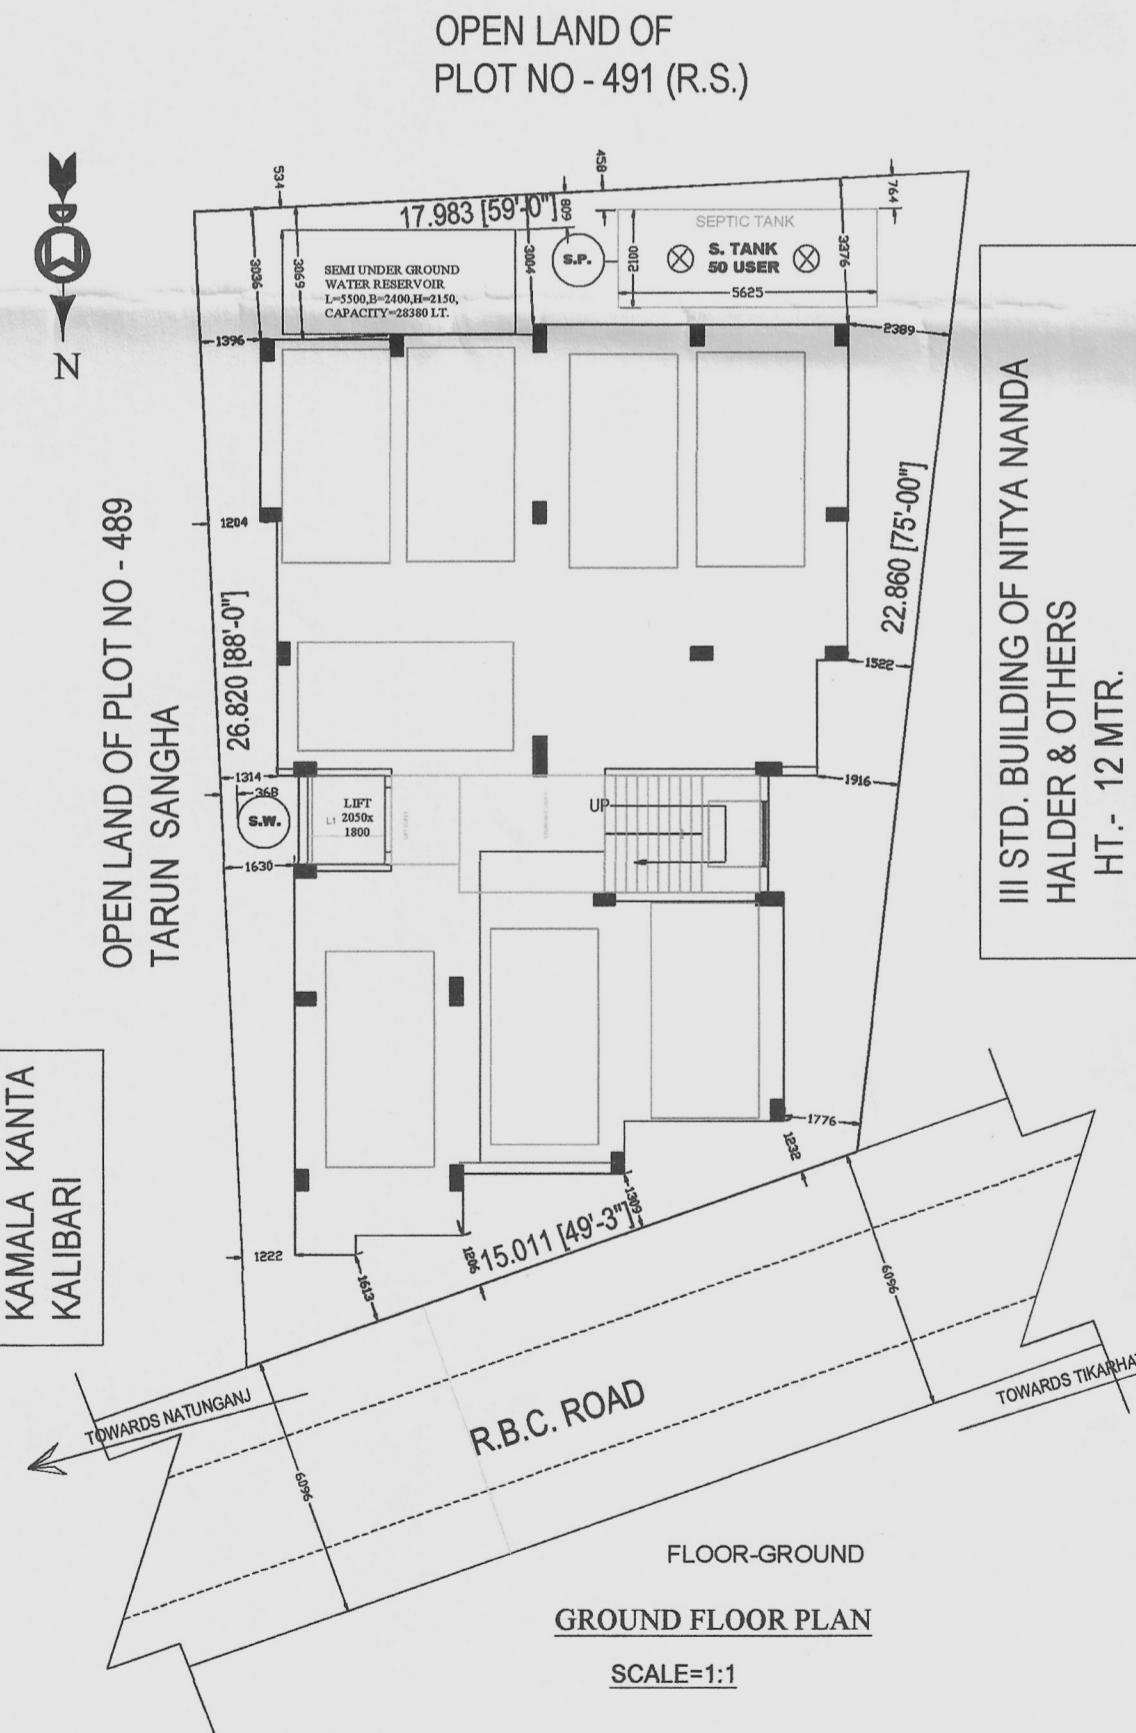 OPEN LAND OF
PLOT NO - 491 (R.S.)
534
458
764
17.983 [59'-0"]
608
3036
3069
3004
3376
SEPTIC TANK
S. TANK
50 USER
S.P.
2100
5625
SEMI UNDER GROUND
WATER RESERVOIR
L=5500,B=2400,H=2150,
CAPACITY=28380 LT.
N
1396
2389
1204
OPEN LAND OF PLOT NO - 489
TARUN SANGHA
26.820 [88'-0"]
22.860 [75'-00"]
III STD. BUILDING OF NITYA NANDA
HALDER & OTHERS
HT.- 12 MTR.
1522
1314
368
1916
S.W.
L1
LIFT
2050x
1800
UP
1630
KAMALA KANTA
KALIBARI
1776
1232
1309
15.011 [49'-3"]
1206
1222
1613
6096
6096
R.B.C. ROAD
TOWARDS NATUNGANJ
TOWARDS TIKARHA
FLOOR-GROUND
GROUND FLOOR PLAN
SCALE=1:1